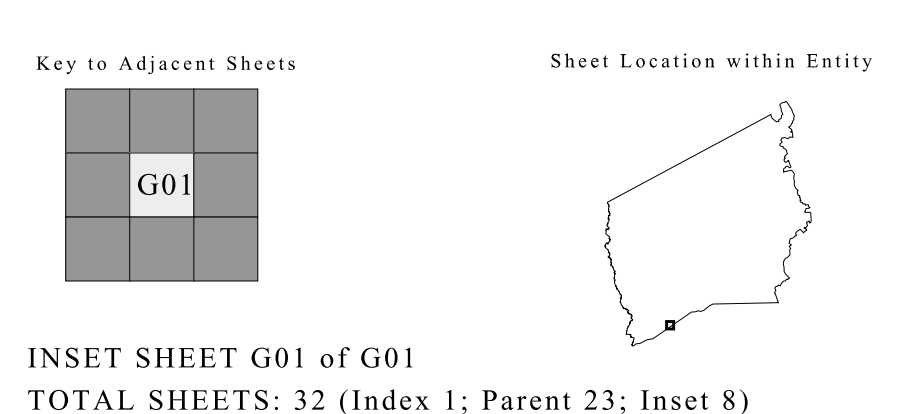 Key to Adjacent Sheets
Sheet Location within Entity
G01
INSET SHEET G01 of G01
TOTAL SHEETS: 32 (Index 1; Parent 23; Inset 8)